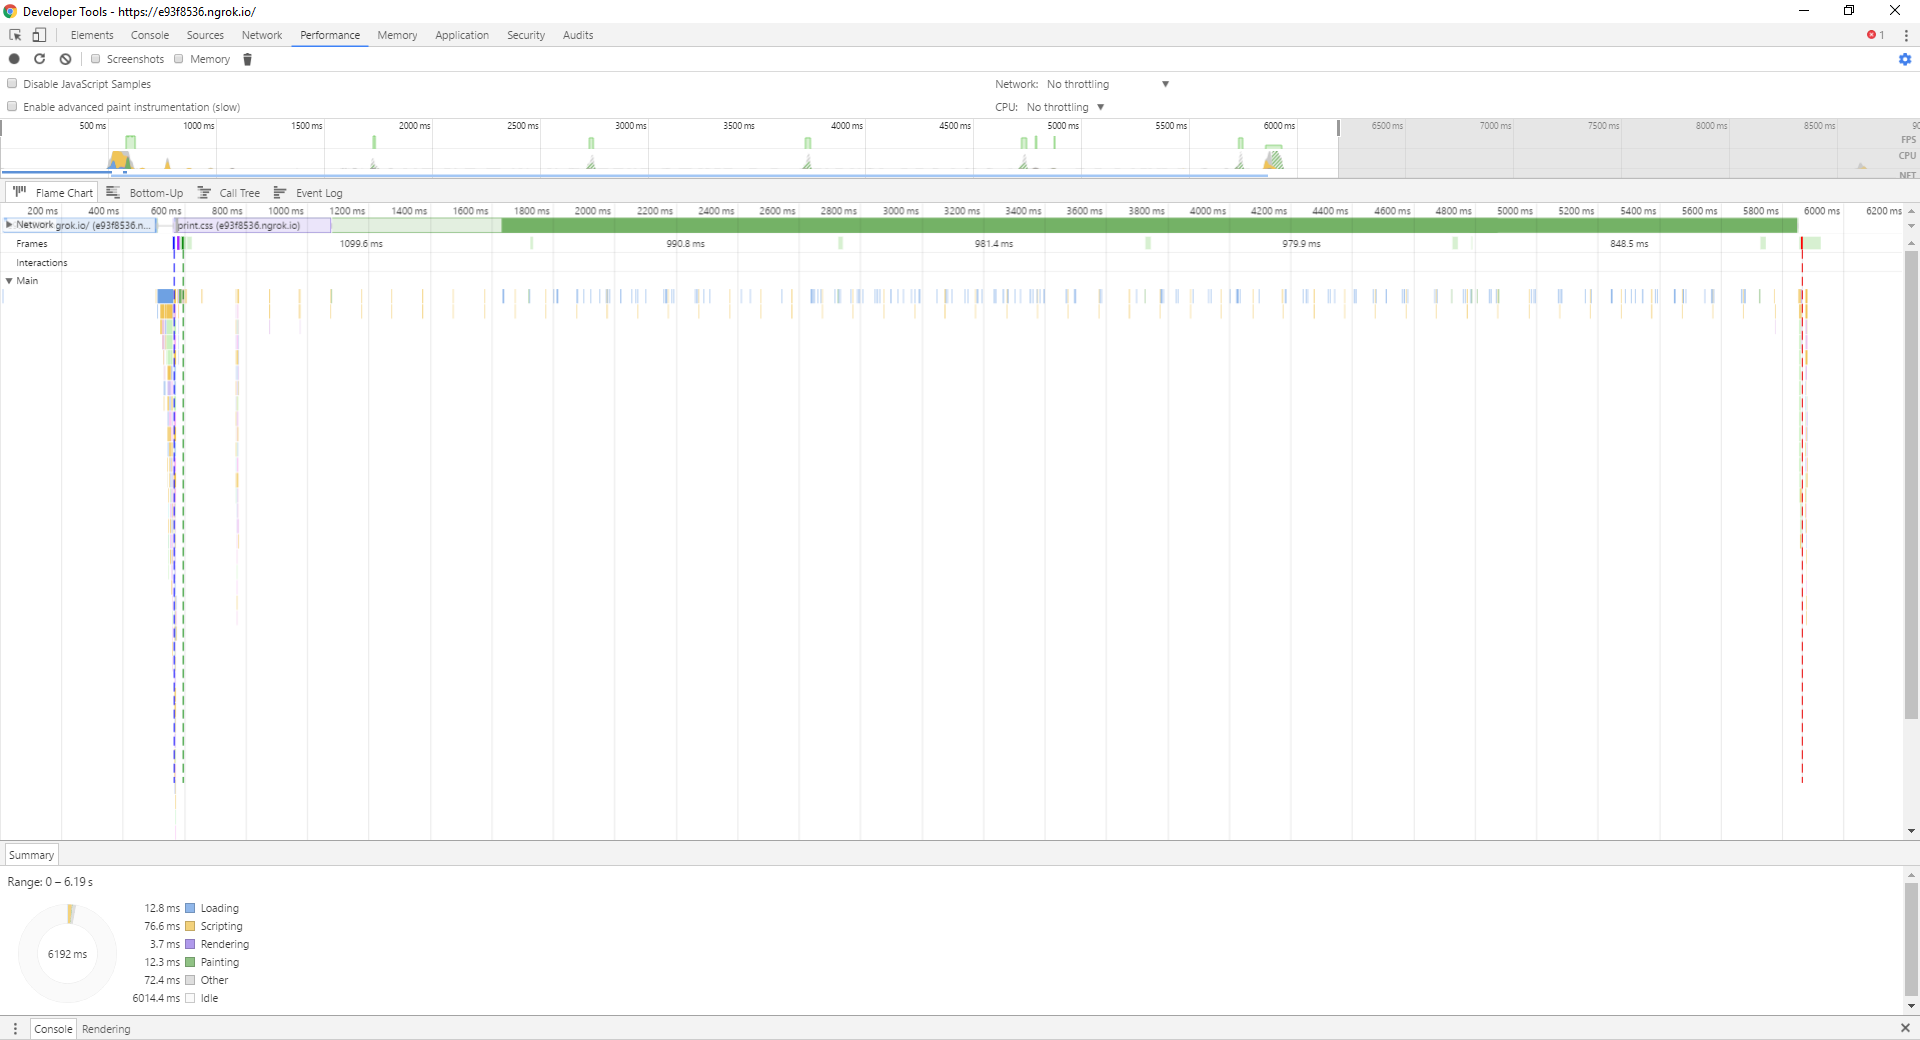 Developer Tools - https://e93f8536.ngrok.io/
Elements Console Sources Network Performance Memory Application Security Audits 1
Screenshots Memory
Disable JavaScript Samples Network: No throttling
Enable advanced paint instrumentation (slow) CPU: No throttling
500 ms 1000 ms 1500 ms 2000 ms 2500 ms 3000 ms 3500 ms 4000 ms 4500 ms 5000 ms 5500 ms 6000 ms 6500 ms 7000 ms 7500 ms 8000 ms 8500 ms 90
FPS
CPU
NET
Flame Chart Bottom-Up Call Tree Event Log
200 ms 400 ms 600 ms 800 ms 1000 ms 1200 ms 1400 ms 1600 ms 1800 ms 2000 ms 2200 ms 2400 ms 2600 ms 2800 ms 3000 ms 3200 ms 3400 ms 3600 ms 3800 ms 4000 ms 4200 ms 4400 ms 4600 ms 4800 ms 5000 ms 5200 ms 5400 ms 5600 ms 5800 ms 6000 ms 6200 ms
Network grok.io/ (e93f8536.n... print.css (e93f8536.ngrok.io)
Frames 1099.6 ms 990.8 ms 981.4 ms 979.9 ms 848.5 ms
Interactions
Main
Summary
Range: 0 – 6.19 s
12.8 ms Loading
76.6 ms Scripting
3.7 ms Rendering
6192 ms
12.3 ms Painting
72.4 ms Other
6014.4 ms Idle
Console Rendering